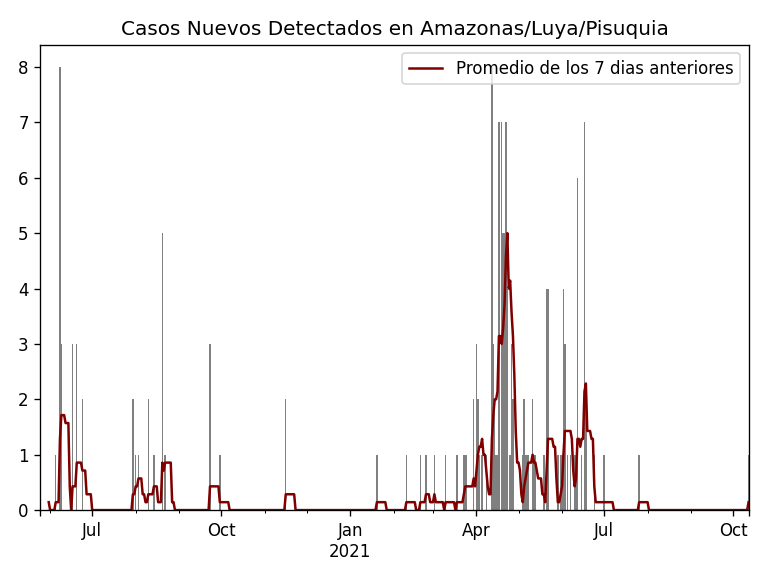 Casos Nuevos Detectados en Amazonas/Luya/Pisuquia
Promedio de los 7 dias anteriores
8
7
6
5
4
3
2
1
0
Jul
Oct
Jan
Apr
Jul
Oct
2021